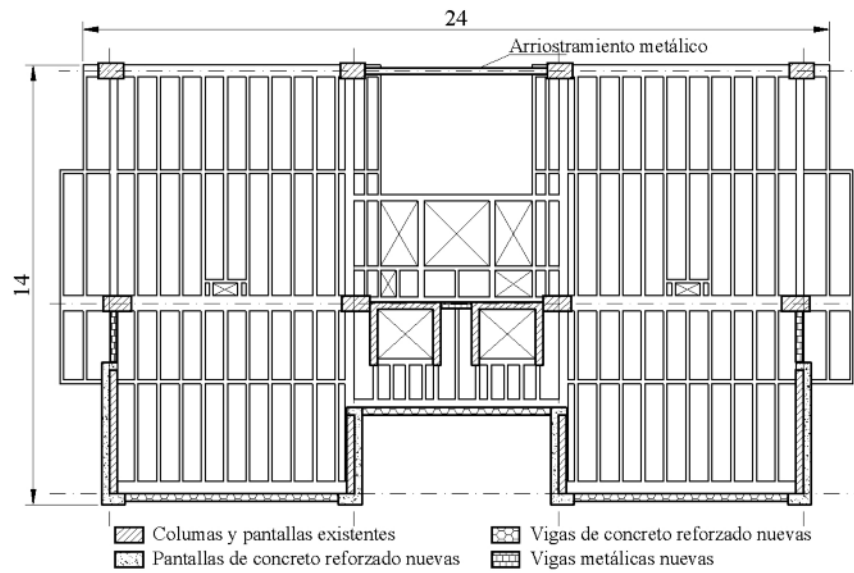 24
Arriostramiento metálico
14
Columas y pantallas existentes
Vigas de concreto reforzado nuevas
Pantallas de concreto reforzado nuevas
Vigas metálicas nuevas